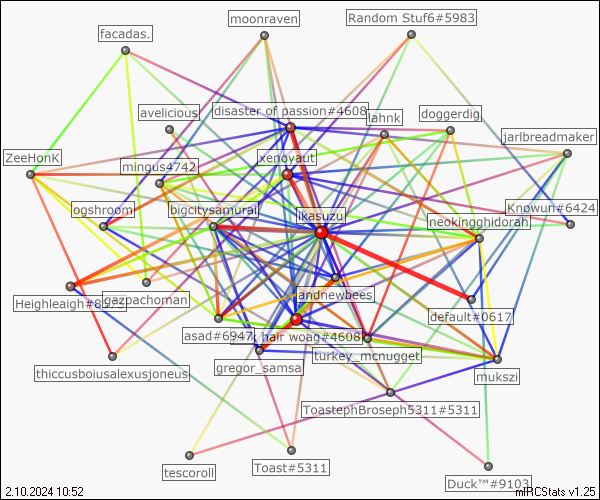 moonraven
Random Stuf6#5983
facadas.
avelicious
disaster of passion#4608
lahnk
doggerdig
jarlbreadmaker
ZeeHonk
mingus4742
xenoyaut
ogshroom
bigcitysamurai
likasuzu
neokingghidorah
Knowun#6424
Heighleaigh#8375
gazpachoman
andnewbees
default#0617
asad#6947
hair woag#4608
turkey_mcnugget
thiccusboiusalexusjoneus
gregor_samsa
mukszi
ToastephBroseph5311#5311
tescoroll
Toast#5311
Duck™#9103
2.10.2024 10:52
mIRCStats v1.25